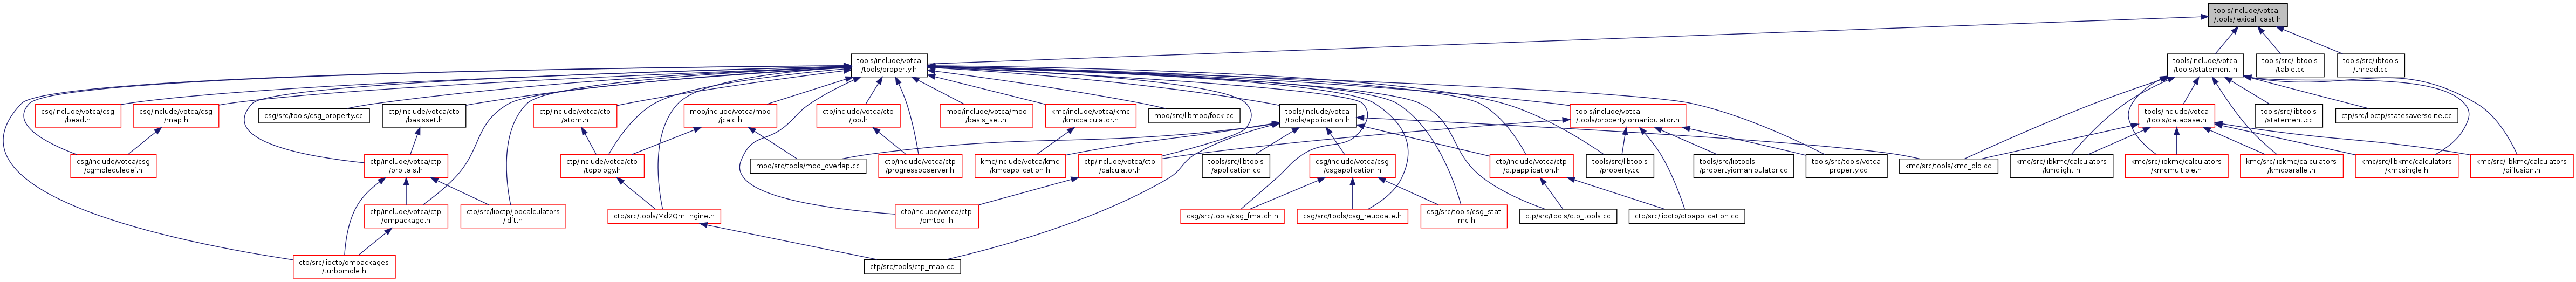 tools/include/votca
/tools/lexical_cast.h
tools/include/votca
/tools/property.h
tools/include/votca
/tools/statement.h
tools/src/libtools
/table.cc
tools/src/libtools
/thread.cc
csg/include/votca/csg
/bead.h
csg/include/votca/csg
/map.h
csg/src/tools/csg_property.cc
ctp/include/votca/ctp
/basisset.h
ctp/include/votca/ctp
/atom.h
moo/include/votca/moo
/jcalc.h
ctp/include/votca/ctp
/job.h
moo/include/votca/moo
/basis_set.h
kmc/include/votca/kmc
/kmccalculator.h
moo/src/libmoo/fock.cc
tools/include/votca
/tools/application.h
tools/include/votca
/tools/propertyiomanipulator.h
tools/include/votca
/tools/database.h
tools/src/libtools
/statement.cc
ctp/src/libctp/statesaversqlite.cc
csg/include/votca/csg
/cgmoleculedef.h
ctp/include/votca/ctp
/orbitals.h
ctp/include/votca/ctp
/topology.h
moo/src/tools/moo_overlap.cc
ctp/include/votca/ctp
/progressobserver.h
kmc/include/votca/kmc
/kmcapplication.h
ctp/include/votca/ctp
/calculator.h
tools/src/libtools
/application.cc
csg/include/votca/csg
/csgapplication.h
ctp/include/votca/ctp
/ctpapplication.h
tools/src/libtools
/property.cc
tools/src/libtools
/propertyiomanipulator.cc
tools/src/tools/votca
_property.cc
kmc/src/tools/kmc_old.cc
kmc/src/libkmc/calculators
/kmclight.h
kmc/src/libkmc/calculators
/kmcmultiple.h
kmc/src/libkmc/calculators
/kmcparallel.h
kmc/src/libkmc/calculators
/kmcsingle.h
kmc/src/libkmc/calculators
/diffusion.h
ctp/include/votca/ctp
/qmpackage.h
ctp/src/libctp/jobcalculators
/idft.h
ctp/src/tools/Md2QmEngine.h
ctp/include/votca/ctp
/qmtool.h
csg/src/tools/csg_fmatch.h
csg/src/tools/csg_reupdate.h
csg/src/tools/csg_stat
_imc.h
ctp/src/tools/ctp_tools.cc
ctp/src/libctp/ctpapplication.cc
ctp/src/libctp/qmpackages
/turbomole.h
ctp/src/tools/ctp_map.cc